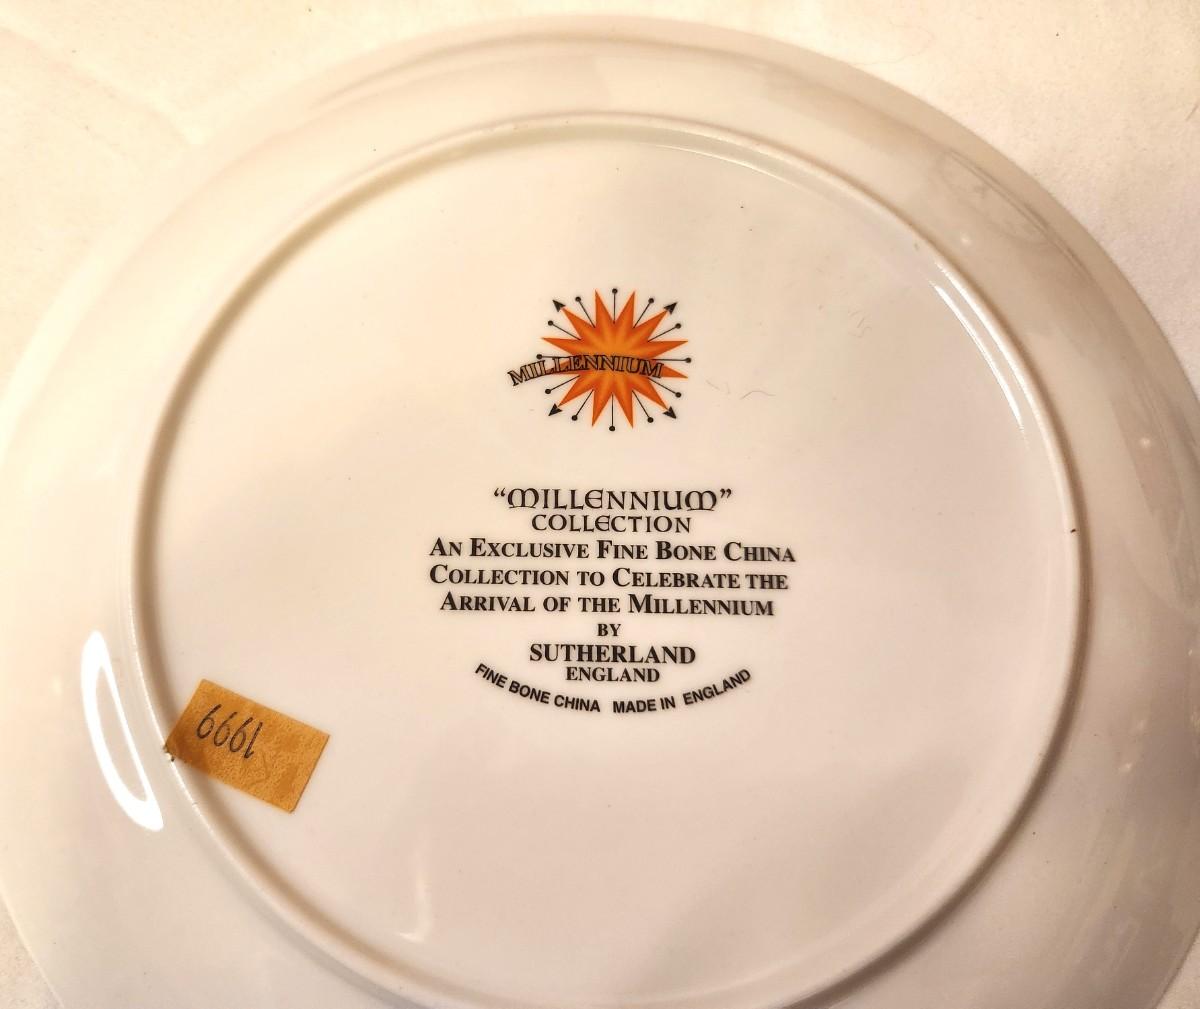 MILLENNIUM
“MILLENNIUM”
COLLECTION
AN EXCLUSIVE FINE BONE CHINA
COLLECTION TO CELEBRATE THE
ARRIVAL OF THE MILLENNIUM
BY
SUTHERLAND
ENGLAND
FINE BONE CHINA MADE IN ENGLAND
1999